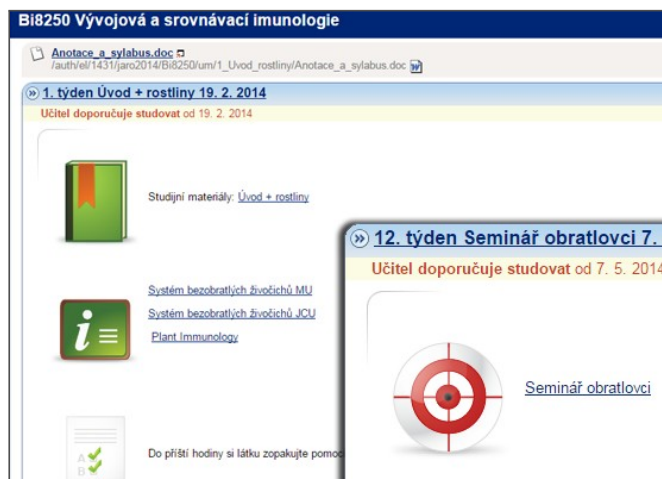 Bi8250 Vývojová a srovnávací imunologie
Anotace_a_sylabus.doc
/auth/el/1431/jaro2014/Bi8250/um/1_Uvod_rostliny/Anotace_a_sylabus.doc
1. týden Úvod + rostliny 19. 2. 2014
Učitel doporučuje studovat od 19. 2. 2014
Studijní materiály: Úvod + rostliny
Systém bezobratlých živočichů MU
Systém bezobratlých živočichů JCU
Plant Immunology
Do příští hodiny si látku zopakujte pomoc
12. týden Seminář obratlovci 7.
Učitel doporučuje studovat od 7. 5. 2014
Seminář obratlovci